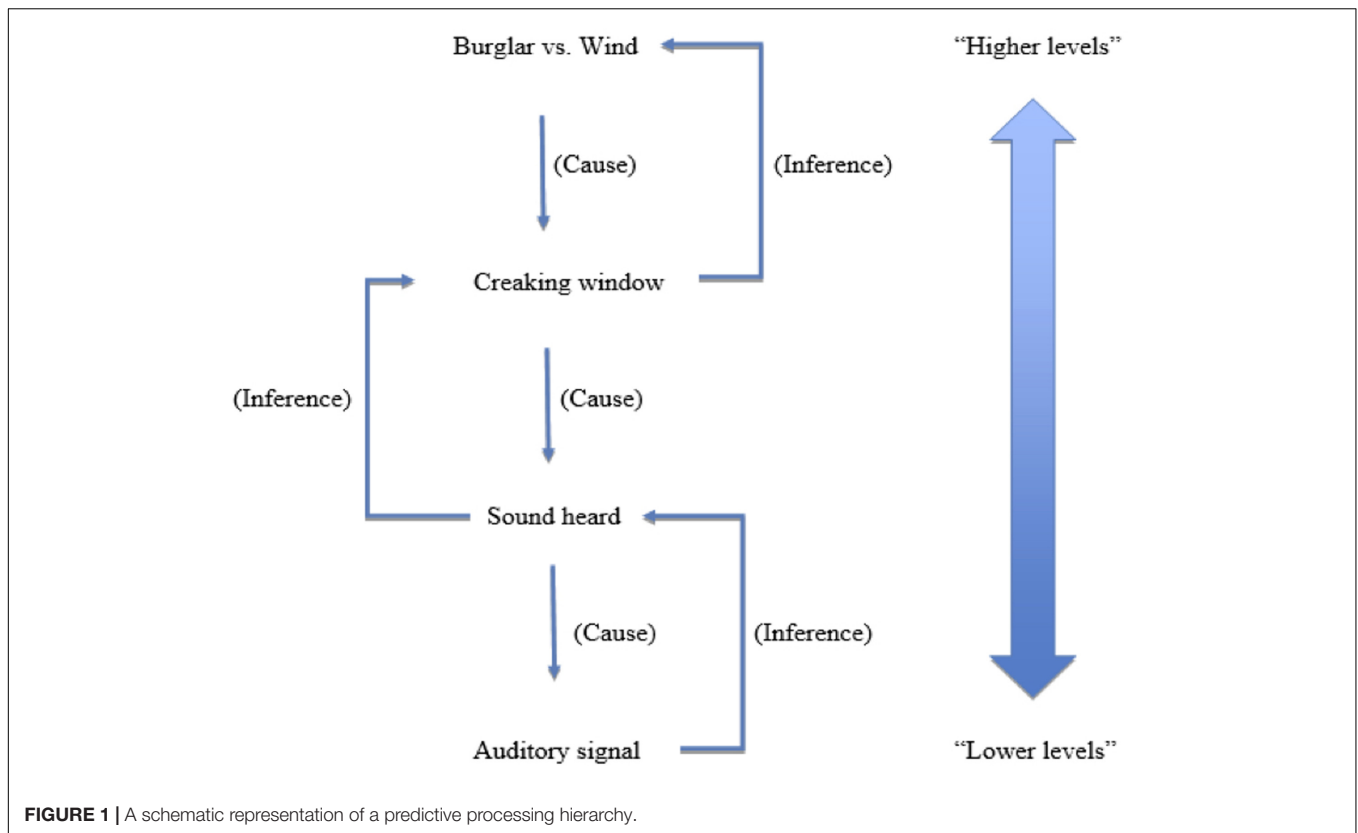 Burglar vs. Wind
“Higher levels”
(Cause)
(Inference)
Creaking window
(Inference)
(Cause)
Sound heard
(Cause)
(Inference)
Auditory signal
“Lower levels”
FIGURE 1 | A schematic representation of a predictive processing hierarchy.